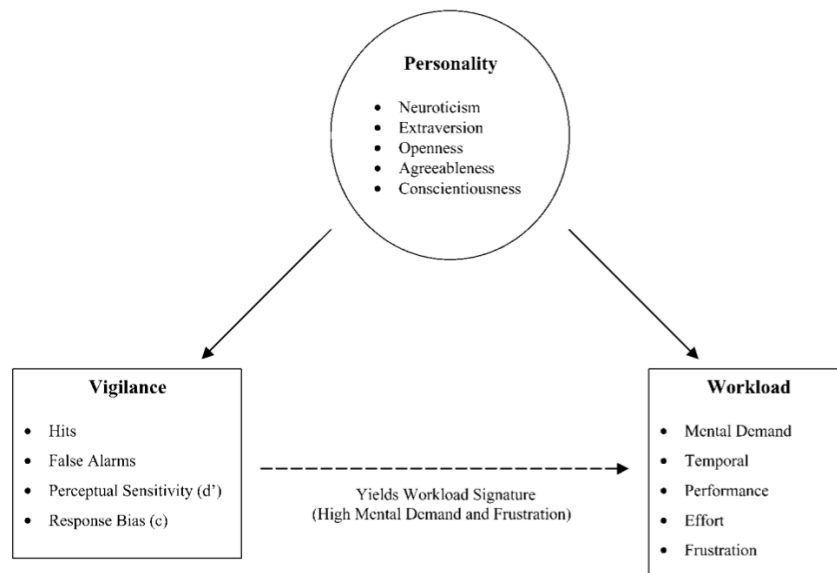 Personality
Neuroticism
Extraversion
Openness
Agreeableness
Conscientiousness
Vigilance
Hits
False Alarms
Perceptual Sensitivity (d’)
Response Bias (c)
Yields Workload Signature
(High Mental Demand and Frustration)
Workload
Mental Demand
Temporal
Performance
Effort
Frustration